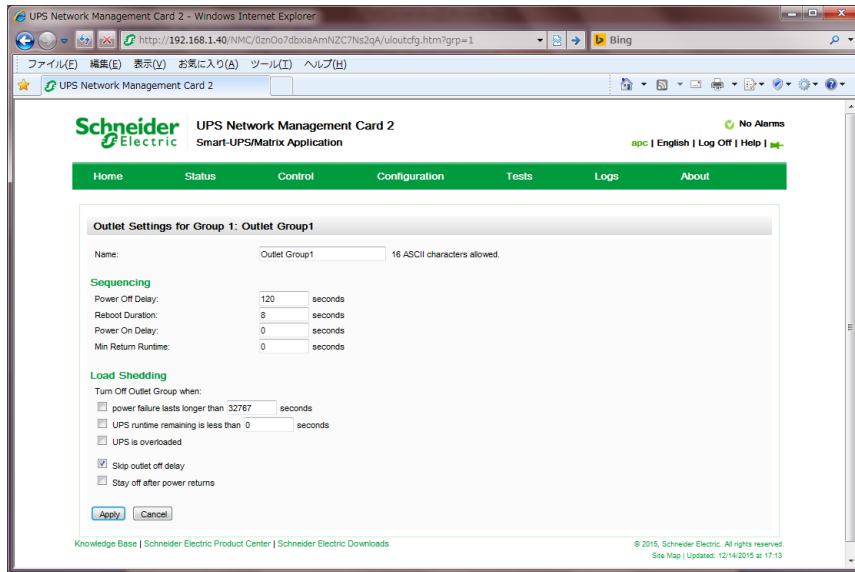 UPS Network Management Card 2 - Windows Internet Explorer
http://192.168.1.40/NMC/0znOo7dbxiaAmNZC7Ns2qA/uloutcfg.htm?grp=1
Bing
ファイル(F) 編集(E) 表示(V) お気に入り(A) ツール(T) ヘルプ(H)
UPS Network Management Card 2
Schneider Electric
UPS Network Management Card 2
Smart-UPS/Matrix Application
No Alarms
apc | English | Log Off | Help |
Home Status Control Configuration Tests Logs About
Outlet Settings for Group 1: Outlet Group1
Name: Outlet Group1 16 ASCII characters allowed.
Sequencing
Power Off Delay: 120 seconds
Reboot Duration: 8 seconds
Power On Delay: 0 seconds
Min Return Runtime: 0 seconds
Load Shedding
Turn Off Outlet Group when:
power failure lasts longer than 32767 seconds
UPS runtime remaining is less than 0 seconds
UPS is overloaded
Skip outlet off delay
Stay off after power returns
Apply Cancel
Knowledge Base | Schneider Electric Product Center | Schneider Electric Downloads
© 2015, Schneider Electric. All rights reserved.
Site Map | Updated: 12/14/2015 at 17:13